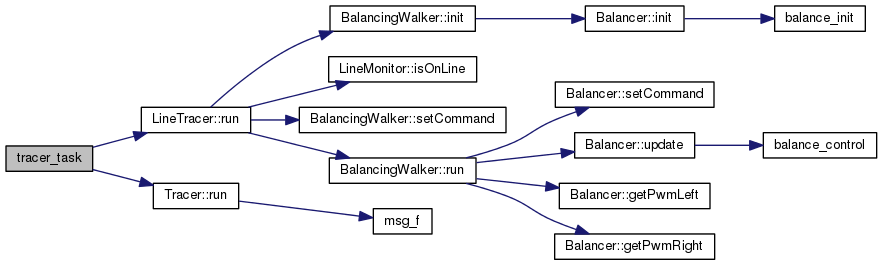 BalancingWalker::init
Balancer::init
balance_init
LineMonitor::isOnLine
Balancer::setCommand
LineTracer::run
BalancingWalker::setCommand
Balancer::update
balance_control
tracer_task
BalancingWalker::run
Tracer::run
Balancer::getPwmLeft
msg_f
Balancer::getPwmRight